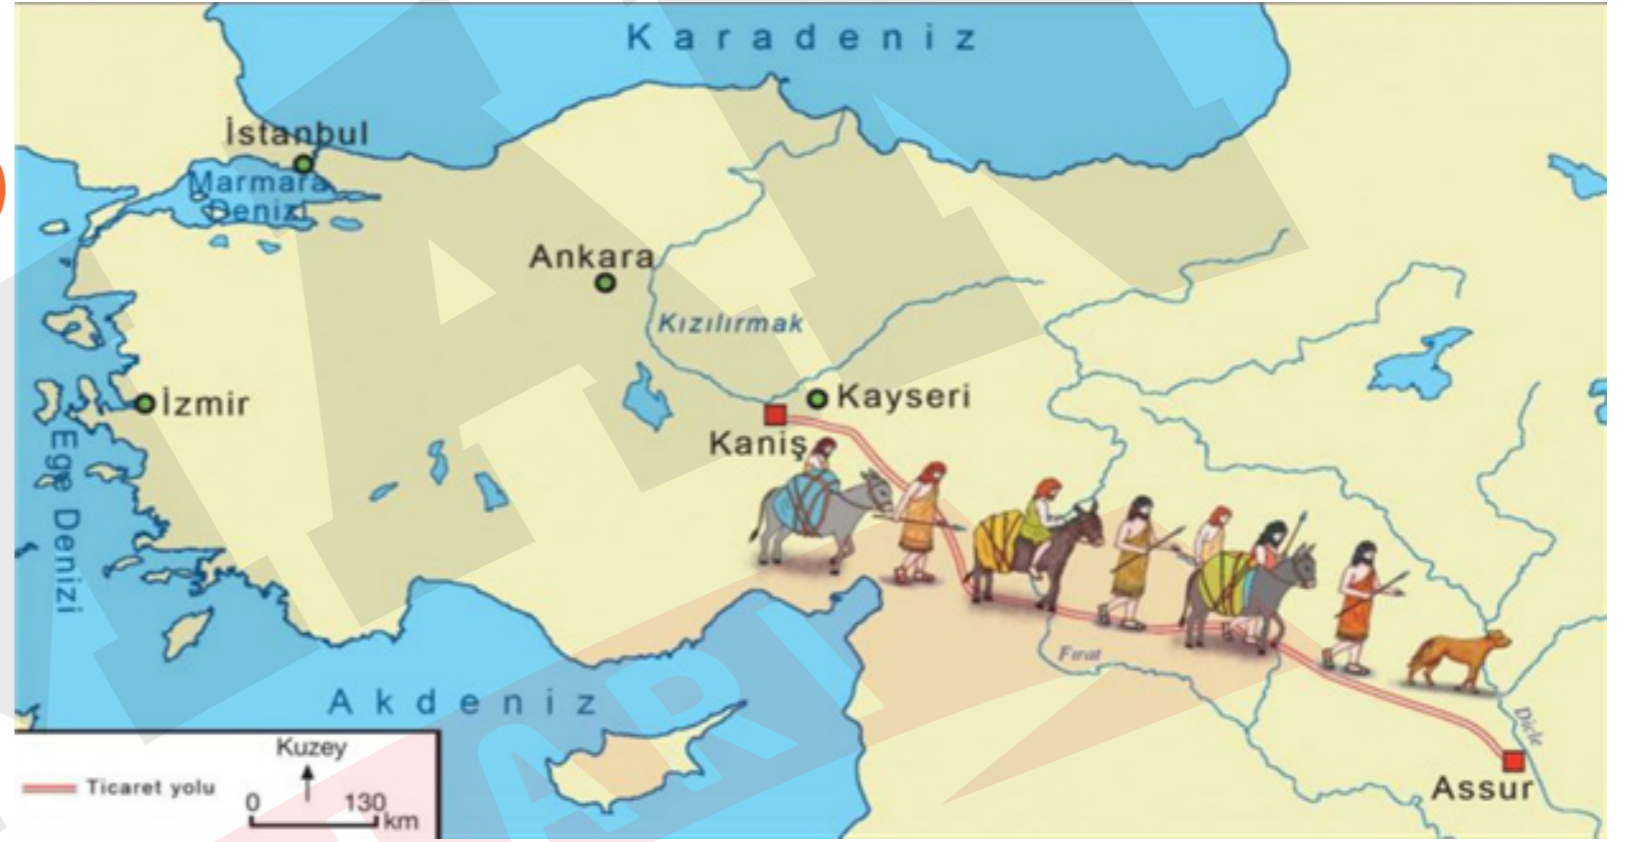 Karadeniz
İstanbul
Marmara
Denizi
Ankara
Kızılırmak
Kayseri
İzmir
Kaniş
Ege Denizi
Fırat
Akdeniz
Dicle
Assur
Kuzey
Ticaret yolu
0 130
km